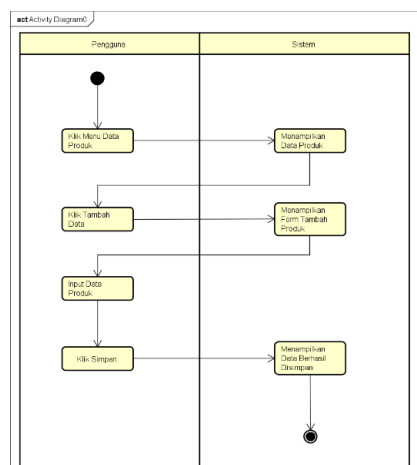 act Activity Diagram0
Pengguna
Sistem
Klik Menu Data
Produk
Menampilkan
Data Produk
Klik Tambah
Data
Menampilkan
Form Tambah
Produk
Input Data
Produk
Klik Simpan
Menampilkan
Data Berhasil
Disimpan